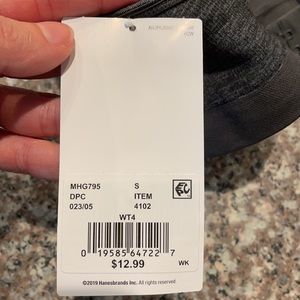 MHG795 S
DPC ITEM
023/05 4102
WT4
0 19585 64722 7
$12.99 WK
©2019 Hanesbrands Inc. All rights reserved.